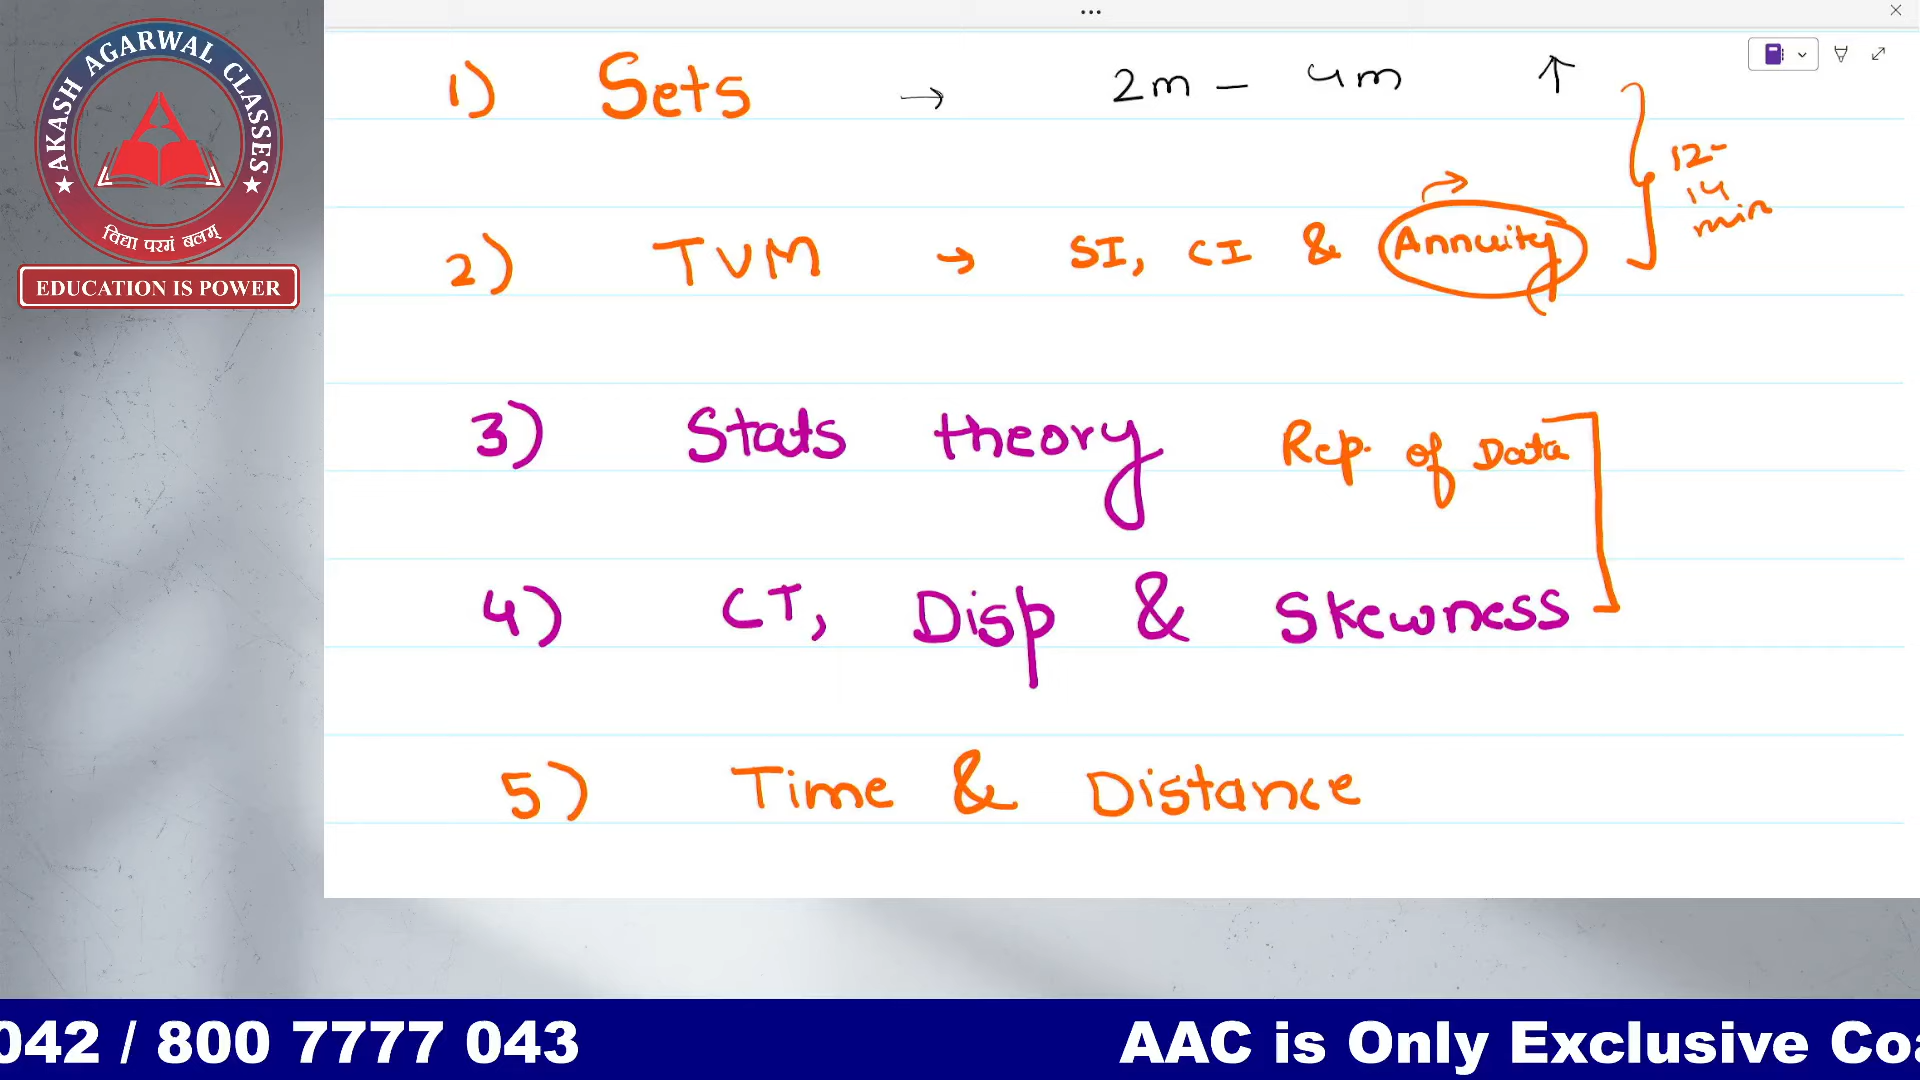 AKASH AGARWAL CLASSES
विद्या परमं बलम्
EDUCATION IS POWER
1) Sets → 2m - 4m ↑
12-
14
min
2) TVM → SI, CI & Annuity
3) Stats theory Rep. of Data
4) CT, Disp & Skewness
5) Time & Distance
042 / 800 7777 043 AAC is Only Exclusive Coa